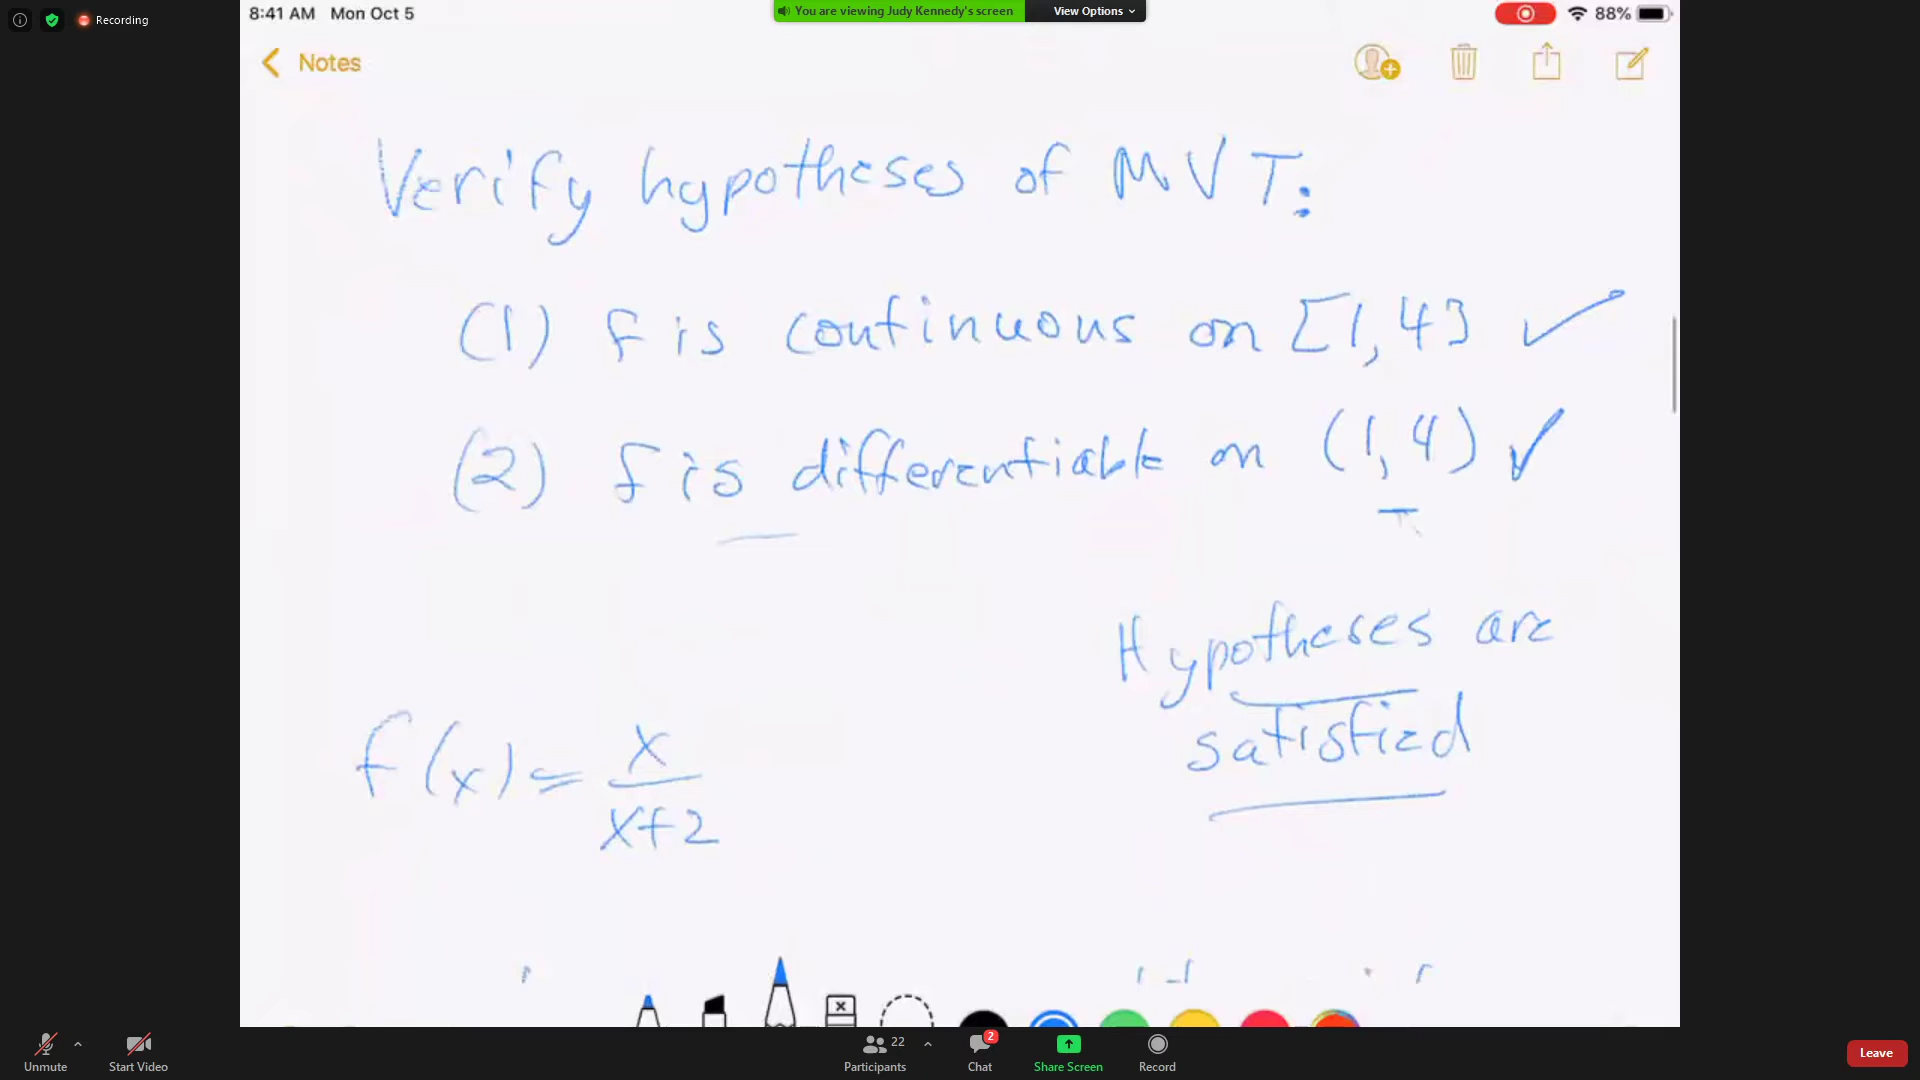 Recording
8:41 AM Mon Oct 5
You are viewing Judy Kennedy's screen
View Options
88%
Notes
Verify hypotheses of MVT:
(1) f is continuous on [1,4] ✓
(2) f is differentiable on (1,4) ✓
Hypotheses are
satisfied
f(x) = x
x+2
Unmute
Start Video
22
Participants
2
Chat
Share Screen
Record
Leave